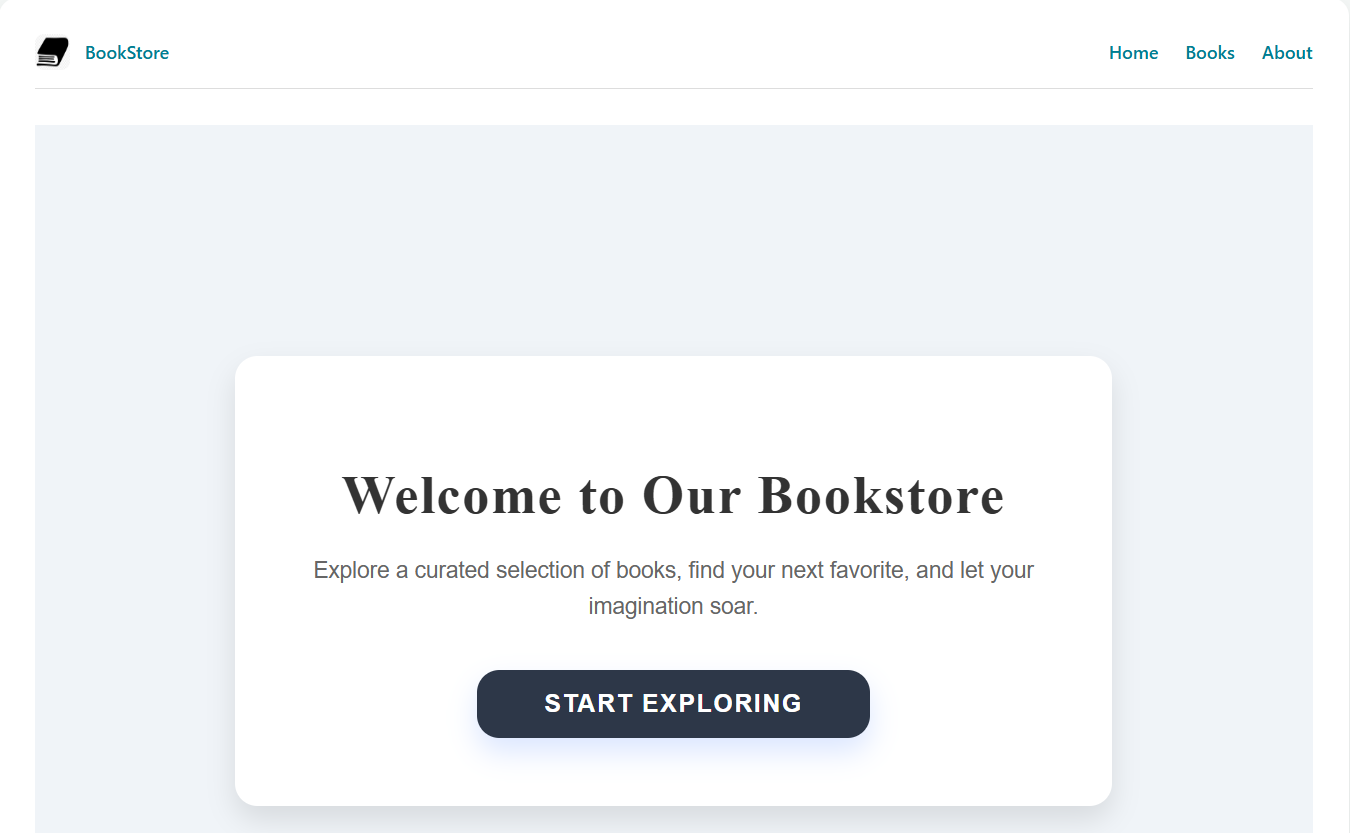 BookStore
Home Books About
Welcome to Our Bookstore
Explore a curated selection of books, find your next favorite, and let your
imagination soar.
START EXPLORING